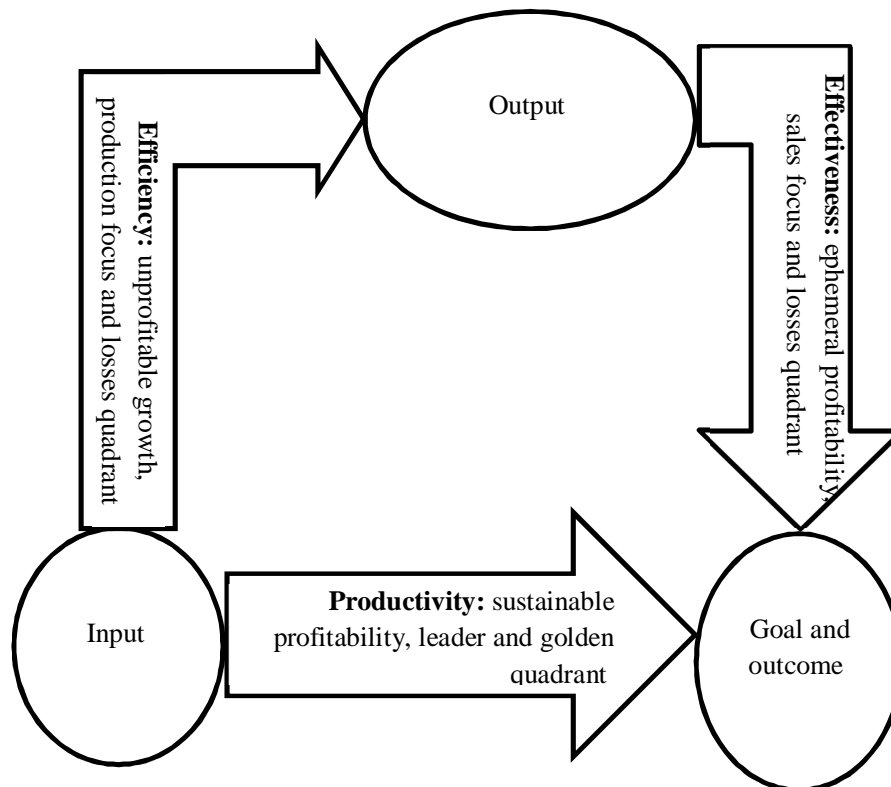 Output
Efficiency: unprofitable growth,
production focus and losses quadrant
Effectiveness: ephemeral profitability,
sales focus and losses quadrant
Input
Productivity: sustainable
profitability, leader and golden
quadrant
Goal and
outcome